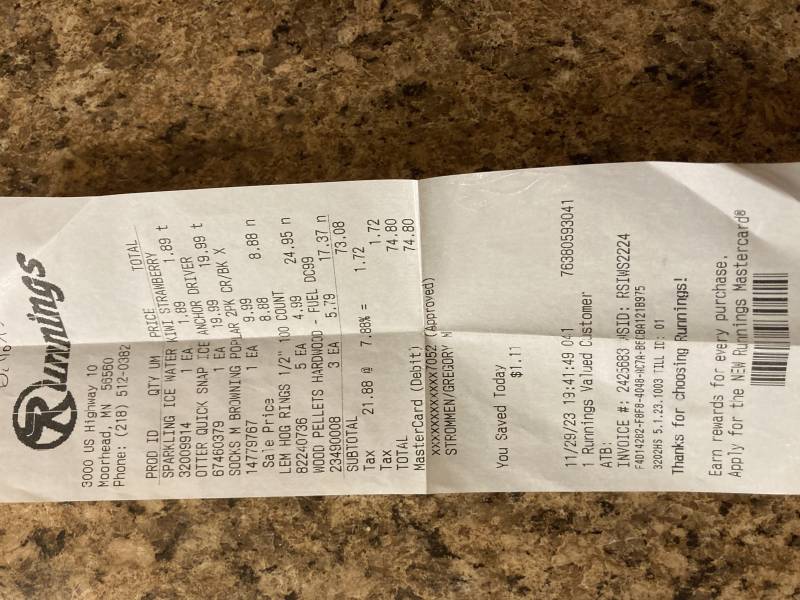 Runnings
3000 US Highway 10
Moorhead, MN 56560
Phone: (218) 512-0382
PROD ID QTY UM PRICE TOTAL
SPARKLING ICE WATER KIWI STRAWBERRY
32009914 1 EA 1.89 1.89 t
OTTER QUICK SNAP ICE ANCHOR DRIVER
67460379 1 EA 19.99 19.99 t
SOCKS M BROWNING POPLAR 2PK CR/BK X
14779767 1 EA 9.99
Sale Price 8.88 8.88 n
LEM HOG RINGS 1/2" 100 COUNT
82240736 5 EA 4.99 24.95 n
WOOD PELLETS HARDWOOD - FUEL DC99
23490008 3 EA 5.79 17.37 n
SUBTOTAL 73.08
Tax 21.88 @ 7.88% = 1.72
Tax 1.72
TOTAL 74.80
MasterCard (Debit) 74.80
XXXXXXXXXXXX7052 (Approved)
STROMMEN/GREGORY M
You Saved Today
$1.11
11/29/23 19:41:49 041 76380593041
1 Runnings Valued Customer
ATB:
INVOICE #: 2425683 WSID: RSIWS2224
3202HS 5.1.23.1003 TILL ID: 01
Thanks for choosing Runnings!
Earn rewards for every purchase.
Apply for the NEW Runnings Mastercard®